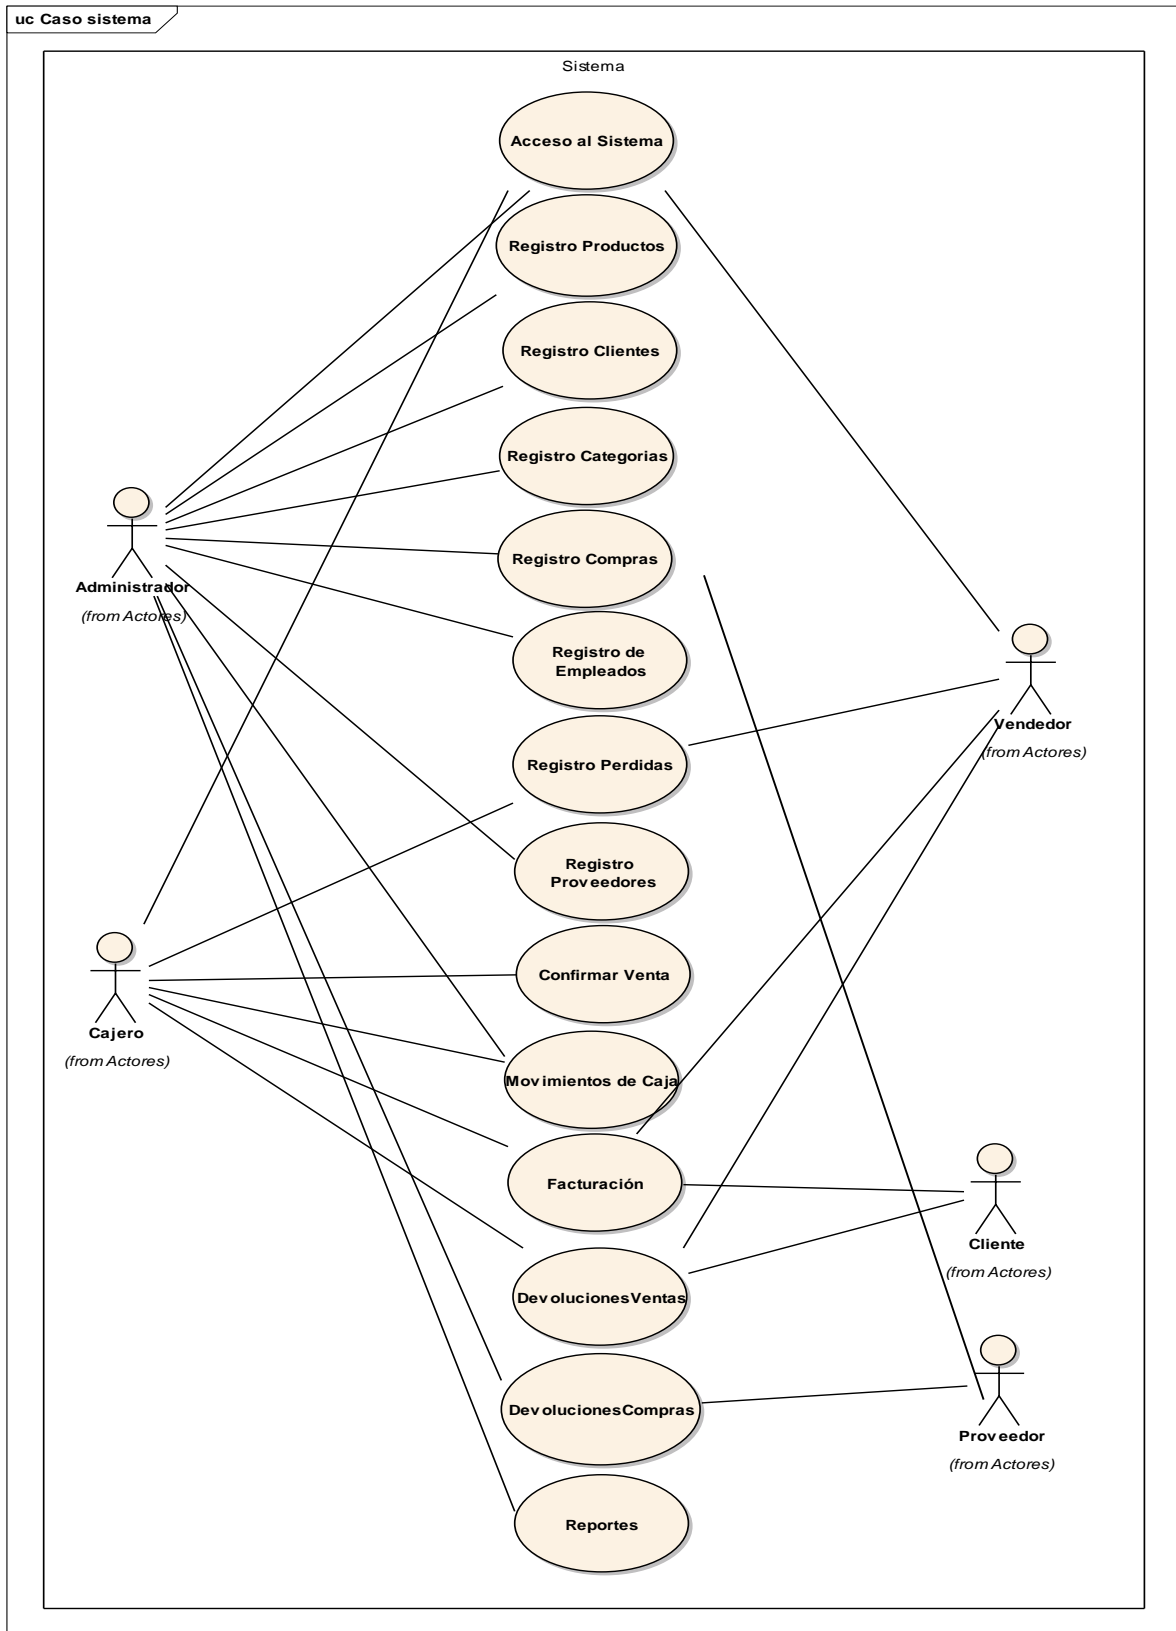 uc Caso sistema
Sistema
Acceso al Sistema
Registro Productos
Registro Clientes
Registro Categorias
Registro Compras
Registro de
Empleados
Registro Perdidas
Registro
Proveedores
Confirmar Venta
Movimientos de Caja
Facturación
DevolucionesVentas
DevolucionesCompras
Reportes
Administrador
(from Actores)
Cajero
(from Actores)
Vendedor
(from Actores)
Cliente
(from Actores)
Proveedor
(from Actores)